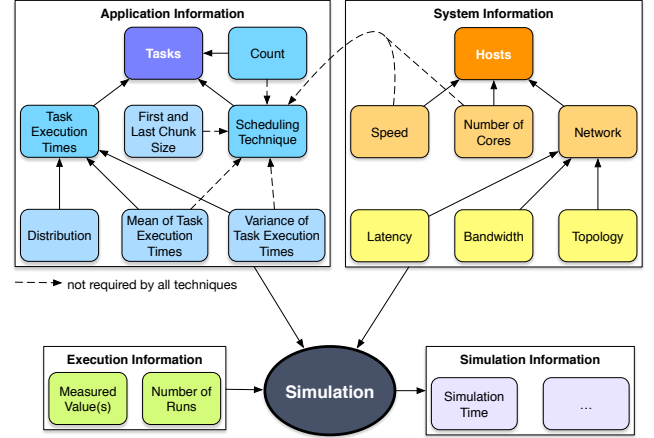 Application Information
Tasks
Count
Task
Execution
Times
First and
Last Chunk
Size
Scheduling
Technique
Distribution
Mean of Task
Execution
Times
Variance of
Task Execution
Times
System Information
Hosts
Speed
Number of
Cores
Network
Latency
Bandwidth
Topology
not required by all techniques
Execution Information
Measured
Value(s)
Number of
Runs
Simulation
Simulation Information
Simulation
Time
...